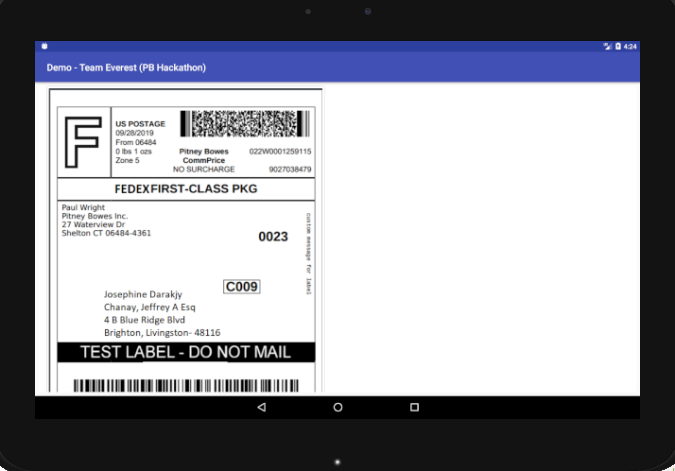 4:24
Demo - Team Everest (PB Hackathon)
F
US POSTAGE
09/28/2019
From 06484
0 lbs 1 ozs
Zone 5
Pitney Bowes
CommPrice
NO SURCHARGE
022W0001259115
9027038479
FEDEXFIRST-CLASS PKG
Paul Wright
Pitney Bowes Inc.
27 Waterview Dr
Shelton CT 06484-4361
0023
custom message for label
C009
Josephine Darakjy
Chanay, Jeffrey A Esq
4 B Blue Ridge Blvd
Brighton, Livingston- 48116
TEST LABEL - DO NOT MAIL